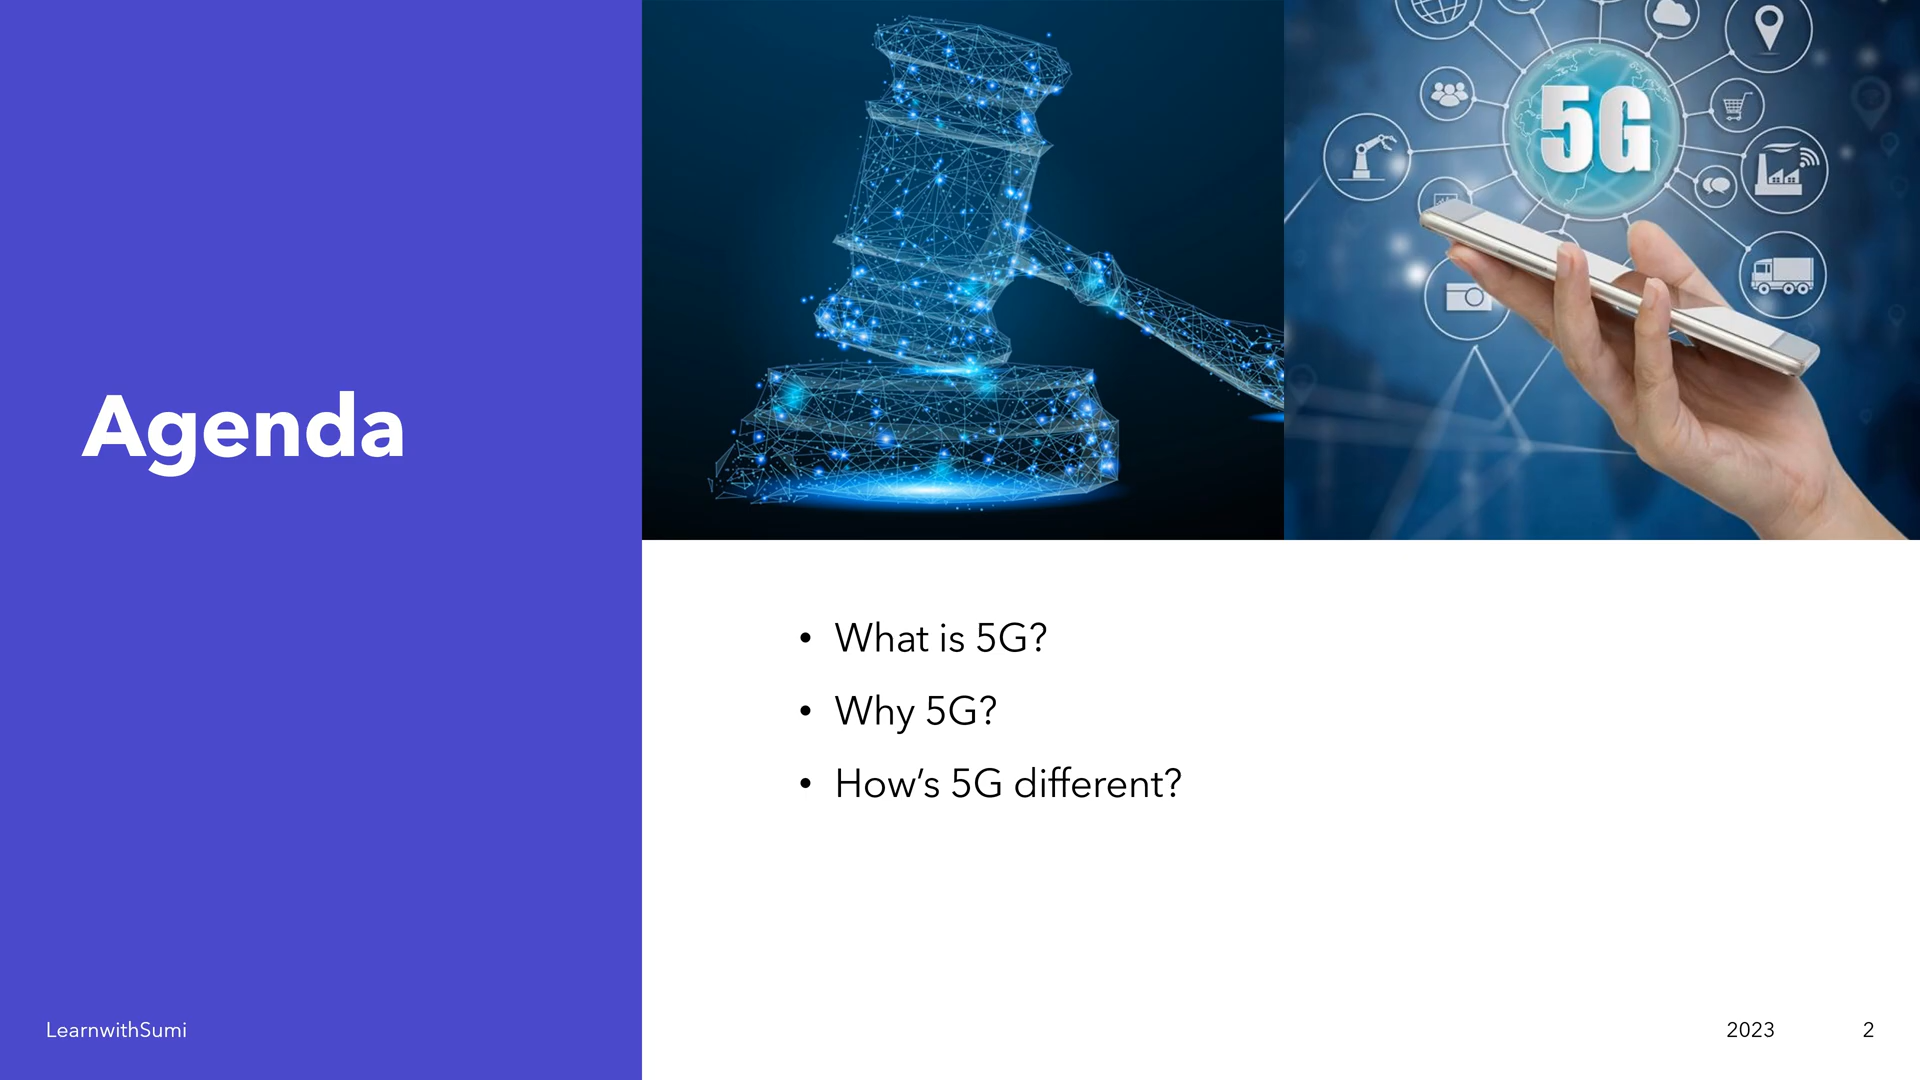 5G
Agenda
• What is 5G?
• Why 5G?
• How’s 5G different?
LearnwithSumi
2023
2